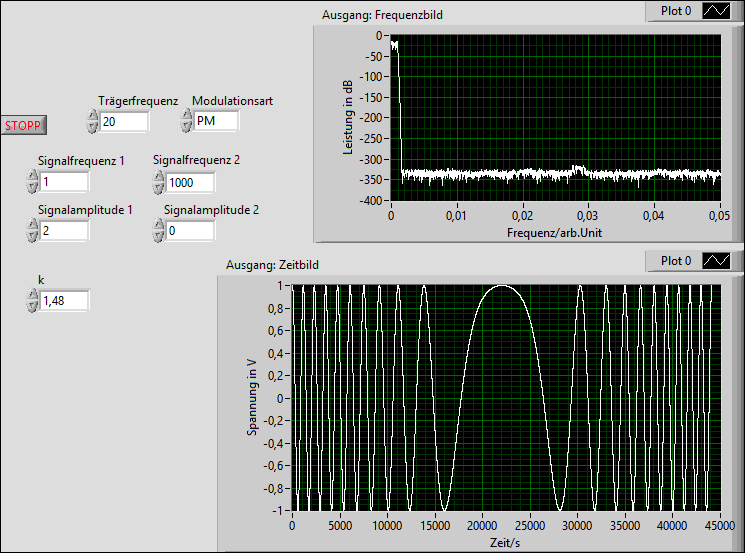 Ausgang: Frequenzbild
Plot 0
Leistung in dB
0-
-50-
-100-
-150-
-200-
-250-
-300-
-350-
-400-
0
0,01
0,02
0,03
0,04
0,05
Frequenz/arb.Unit
STOPP
Trägerfrequenz
20
Modulationsart
PM
Signalfrequenz 1
1
Signalfrequenz 2
1000
Signalamplitude 1
2
Signalamplitude 2
0
k
1,48
Ausgang: Zeitbild
Plot 0
Spannung in V
1-
0,8-
0,6-
0,4-
0,2-
0-
-0,2-
-0,4-
-0,6-
-0,8-
-1-
0
5000
10000
15000
20000
25000
30000
35000
40000
45000
Zeit/s